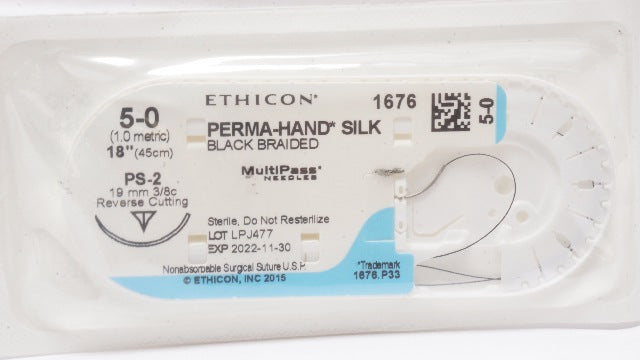 ETHICON*
1676
5-0
5-0
(1.0 metric)
18" (45cm)
PERMA-HAND* SILK
BLACK BRAIDED
MultiPass*
NEEDLES
PS-2
19 mm 3/8c
Reverse Cutting
Sterile, Do Not Resterilize
LOT LPJ477
EXP 2022-11-30
Nonabsorbable Surgical Suture U.S.P.
© ETHICON, INC 2015
*Trademark
1676.P33